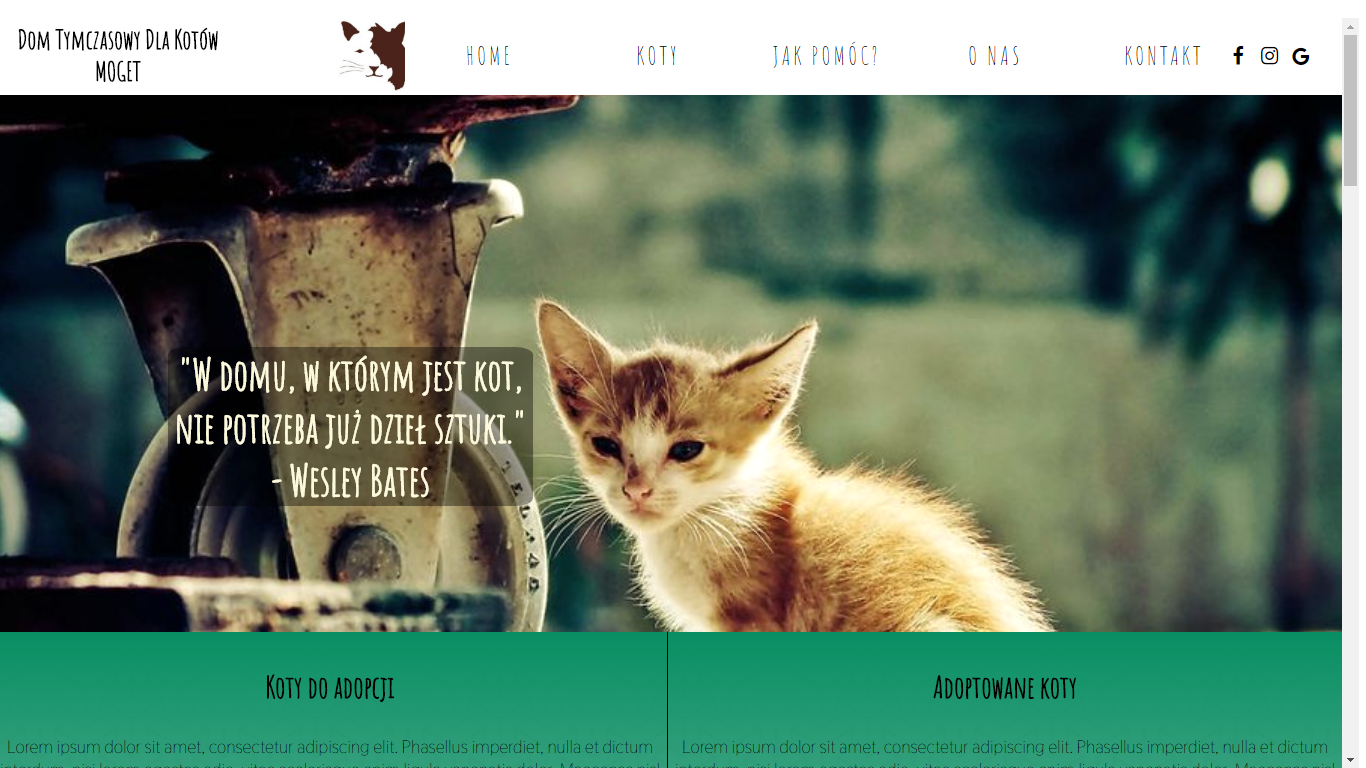 Dom Tymczasowy Dla Kotów
MOGET
HOME
KOTY
JAK POMÓC?
O NAS
KONTAKT
"W domu, w którym jest kot,
nie potrzeba już dzieł sztuki."
- Wesley Bates
Koty do adopcji
Lorem ipsum dolor sit amet, consectetur adipiscing elit. Phasellus imperdiet, nulla et dictum
Adoptowane koty
Lorem ipsum dolor sit amet, consectetur adipiscing elit. Phasellus imperdiet, nulla et dictum